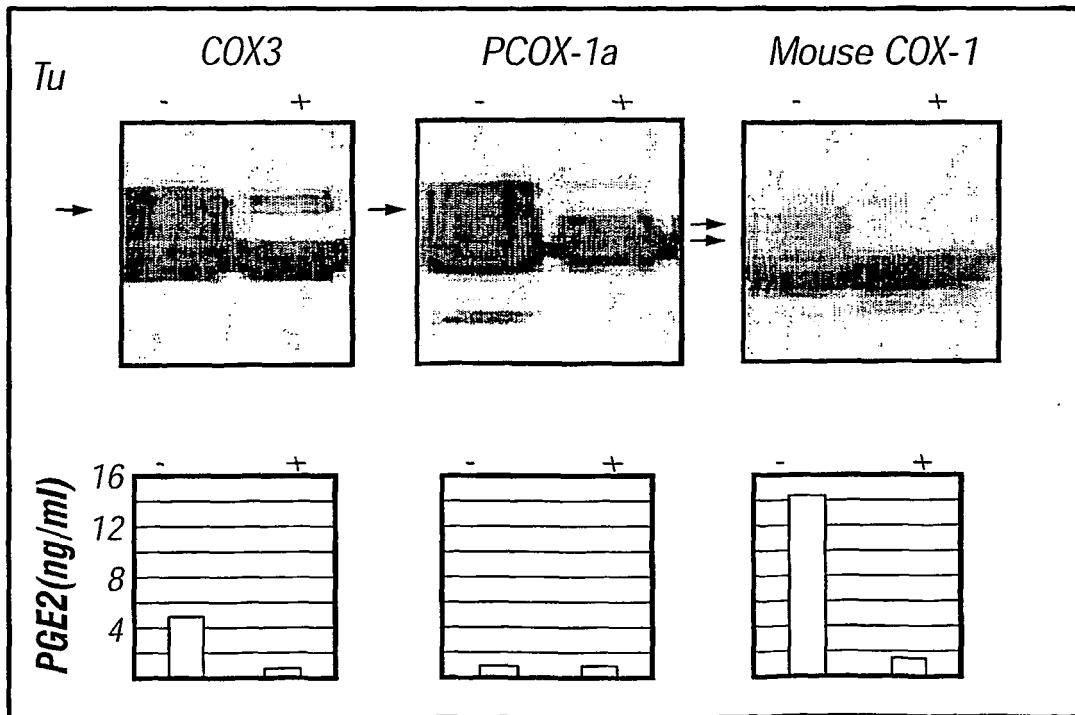 COX3 PCOX-1a Mouse COX-1
Tu
- + - + - +
- + - + - +
16
12
8
4
PGE2(ng/ml)